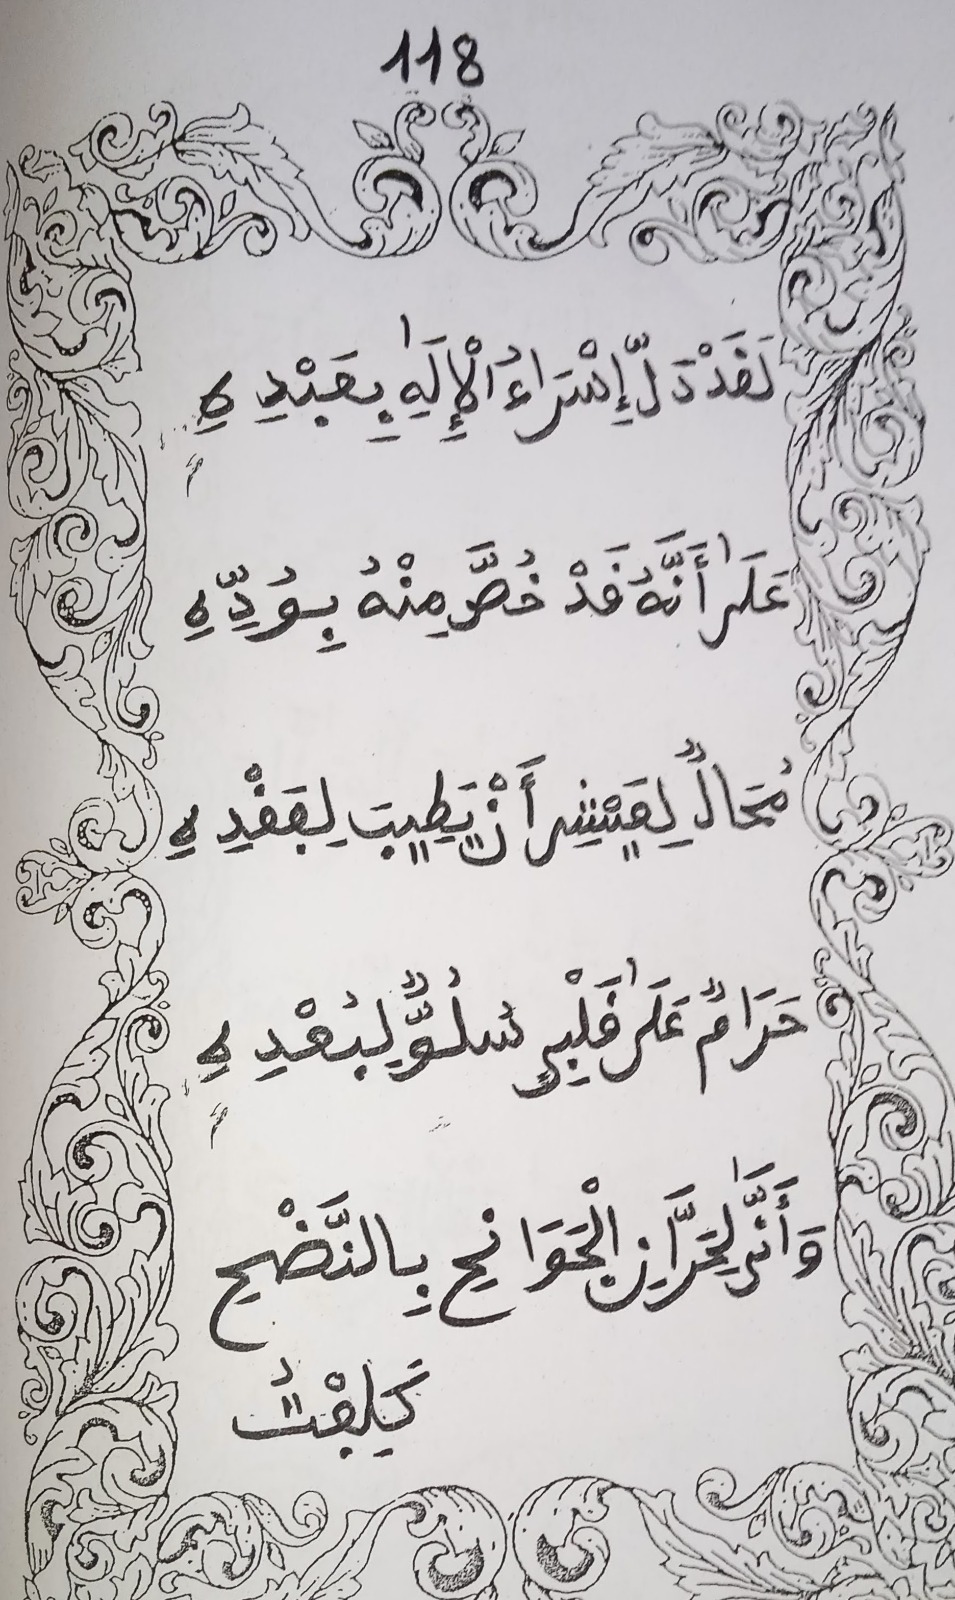 118
لَقَدْ دَلَّ إِسْرَاءُ الْإِلَٰهِ بِعَبْدِهِ
عَلَىٰ أَنَّهُ قَدْ خُصَّ مِنْهُ بِوُدِّهِ
مُحَالٌ لِعَيْشِي أَنْ يَطِيبَ لِفَقْدِهِ
حَرَامٌ عَلَىٰ قَلْبِي سُلُوٌّ لِبُعْدِهِ
وَأَنَّىٰ لِحَرَّانِ الْجَوَانِحِ بِالنَّضْحِ
كَلِفْتُ